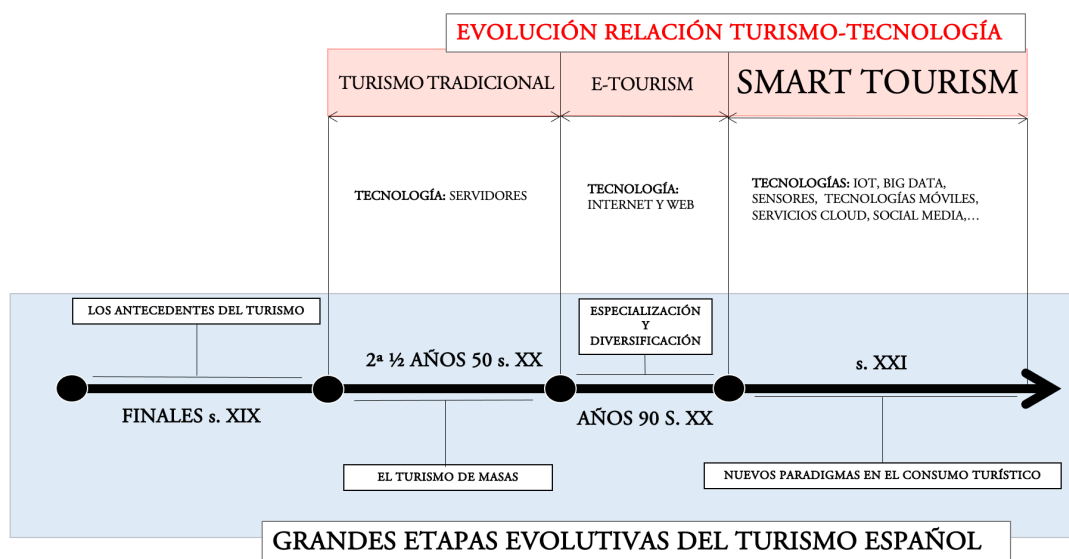 EVOLUCIÓN RELACIÓN TURISMO-TECNOLOGÍA
TURISMO TRADICIONAL
E-TOURISM
SMART TOURISM
TECNOLOGÍA: SERVIDORES
TECNOLOGÍA:
INTERNET Y WEB
TECNOLOGÍAS: IOT, BIG DATA,
SENSORES, TECNOLOGÍAS MÓVILES,
SERVICIOS CLOUD, SOCIAL MEDIA,...
LOS ANTECEDENTES DEL TURISMO
ESPECIALIZACIÓN
Y
DIVERSIFICACIÓN
2ª ½ AÑOS 50 s. XX
s. XXI
FINALES s. XIX
AÑOS 90 S. XX
EL TURISMO DE MASAS
NUEVOS PARADIGMAS EN EL CONSUMO TURÍSTICO
GRANDES ETAPAS EVOLUTIVAS DEL TURISMO ESPAÑOL